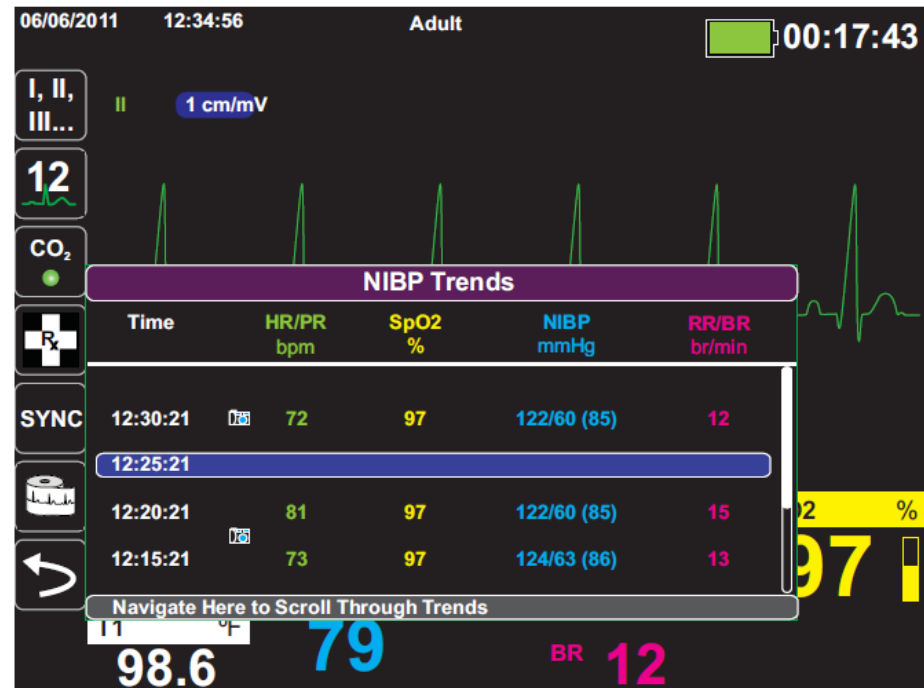 06/06/2011 12:34:56 Adult 00:17:43
I, II,
III...
II 1 cm/mV
12
CO₂
NIBP Trends
Time HR/PR SpO2 NIBP RR/BR
bpm % mmHg br/min
Rx
SYNC 12:30:21 72 97 122/60 (85) 12
12:25:21
12:20:21 81 97 122/60 (85) 15
12:15:21 73 97 124/63 (86) 13
O2 %
97
Navigate Here to Scroll Through Trends
T1 °F
98.6 79 BR 12